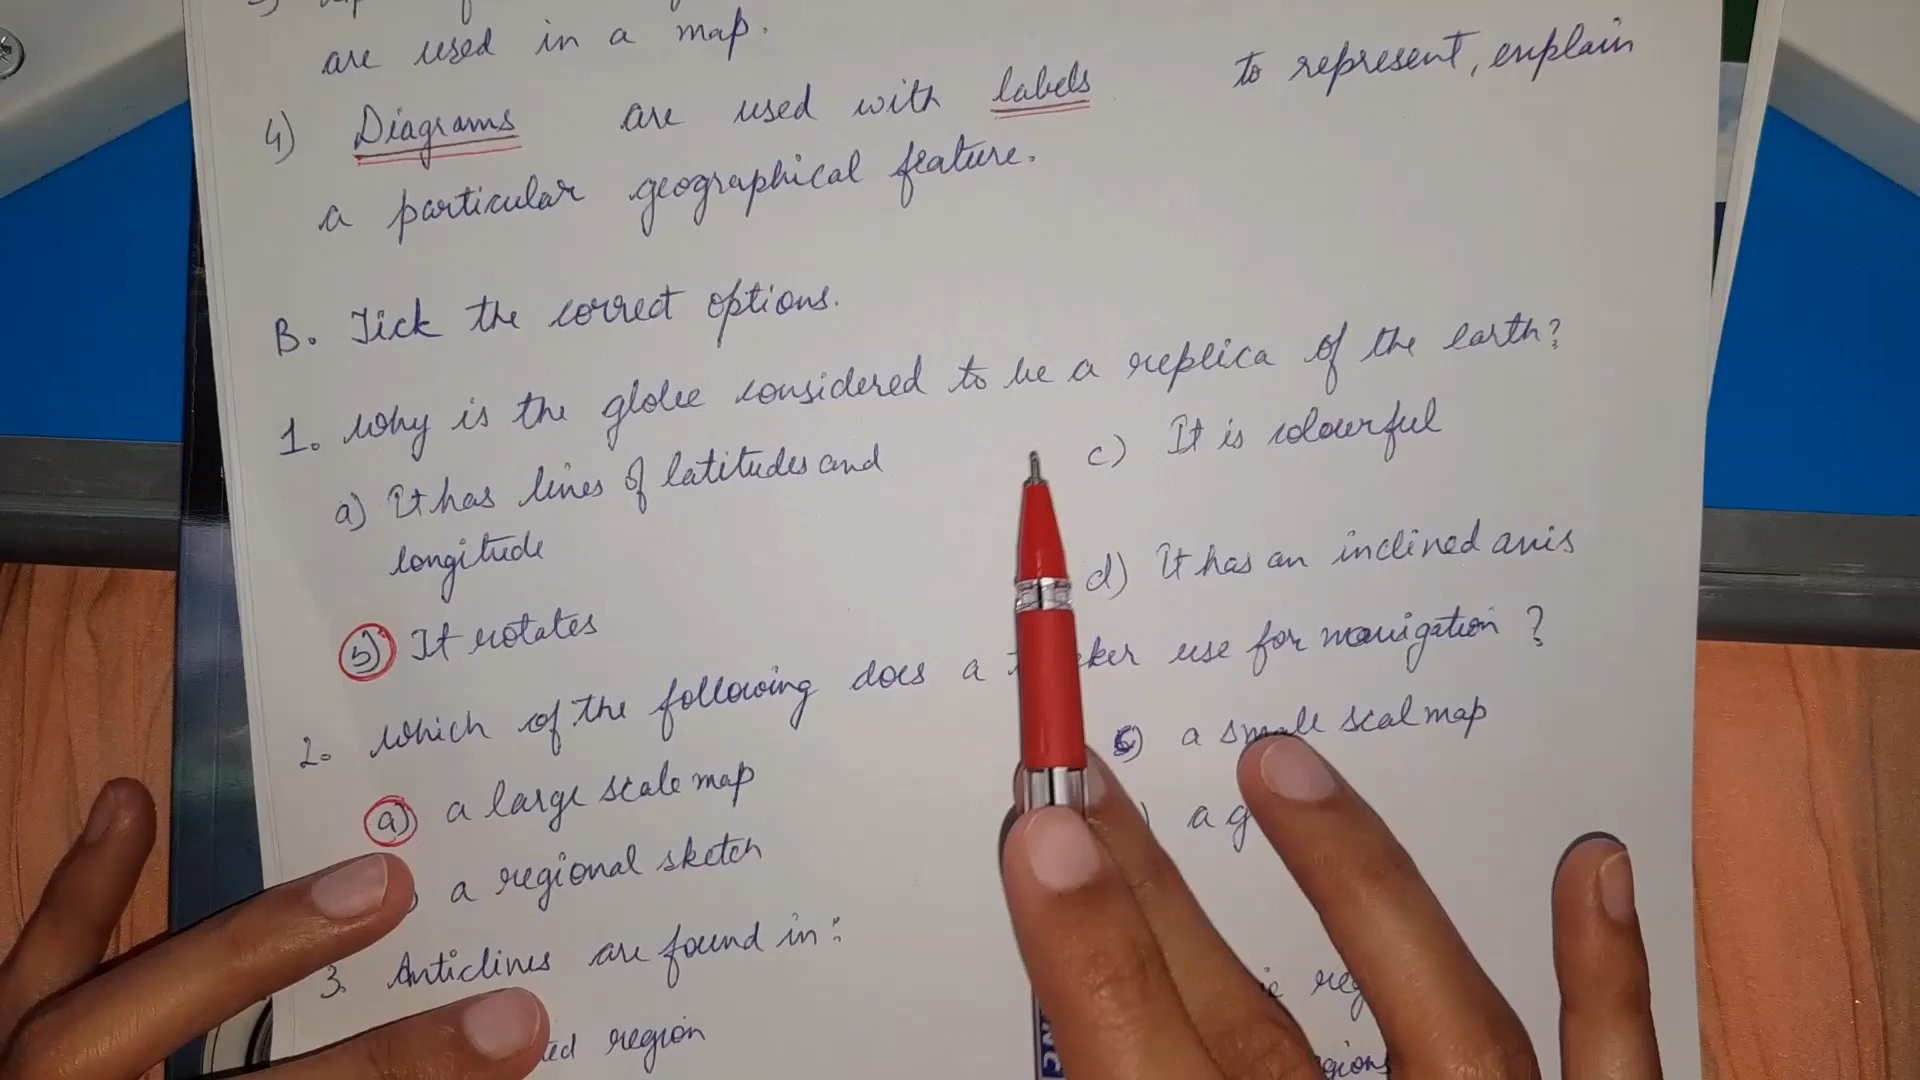 are used in a map.
4) Diagrams are used with labels to represent, explain
a particular geographical feature.
B. Tick the correct options.
1. Why is the globe considered to be a replica of the earth?
a) It has lines of latitudes and
longitude
c) It is colourful
b) It rotates
d) It has an inclined axis
2. Which of the following does a use for navigation ?
a) a large scale map
c) a small scal map
a regional sketch
a
3. Anticlines are found in :
region